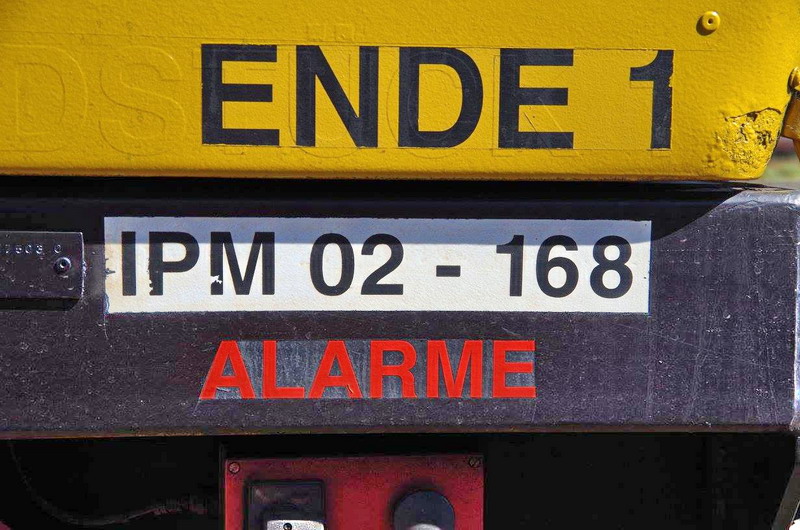 ENDE 1
IPM 02 - 168
ALARME